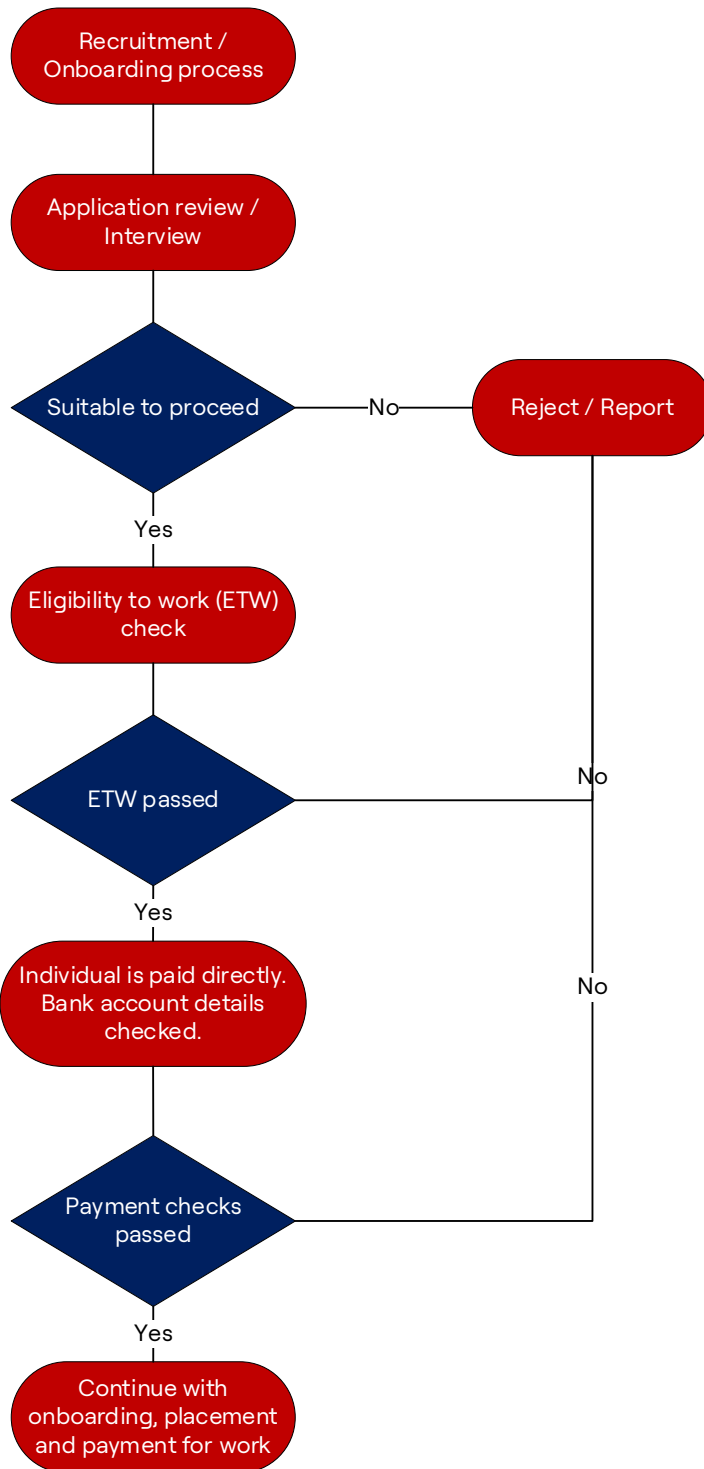 Recruitment /
Onboarding process
Application review /
Interview
Suitable to proceed
No
Reject / Report
Yes
Eligibility to work (ETW)
check
No
ETW passed
Yes
Individual is paid directly.
Bank account details
checked.
No
Payment checks
passed
Yes
Continue with
onboarding, placement
and payment for work